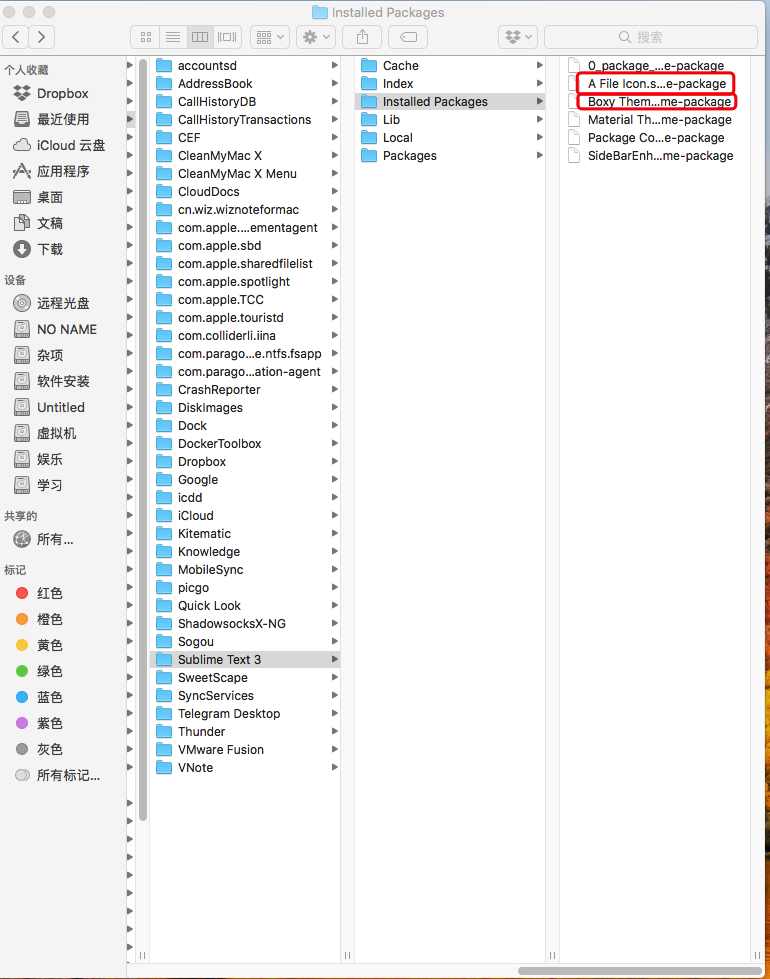 Installed Packages
搜索
个人收藏
Dropbox
最近使用
iCloud 云盘
应用程序
桌面
文稿
下载
设备
远程光盘
NO NAME
杂项
软件安装
Untitled
虚拟机
娱乐
学习
共享的
所有...
标记
红色
橙色
黄色
绿色
蓝色
紫色
灰色
所有标记...
accountsd
AddressBook
CallHistoryDB
CallHistoryTransactions
CEF
CleanMyMac X
CleanMyMac X Menu
CloudDocs
cn.wiz.wiznoteformac
com.apple....ementagent
com.apple.sbd
com.apple.sharedfilelist
com.apple.spotlight
com.apple.TCC
com.apple.touristd
com.colliderli.iina
com.parago...e.ntfs.fsapp
com.parago...ation-agent
CrashReporter
DiskImages
Dock
DockerToolbox
Dropbox
Google
icdd
iCloud
Kitematic
Knowledge
MobileSync
picgo
Quick Look
ShadowsocksX-NG
Sogou
Sublime Text 3
SweetScape
SyncServices
Telegram Desktop
Thunder
VMware Fusion
VNote
Cache
Index
Installed Packages
Lib
Local
Packages
0_package_...e-package
A File Icon.s...e-package
Boxy Them...me-package
Material Th...me-package
Package Co...e-package
SideBarEnh...me-package